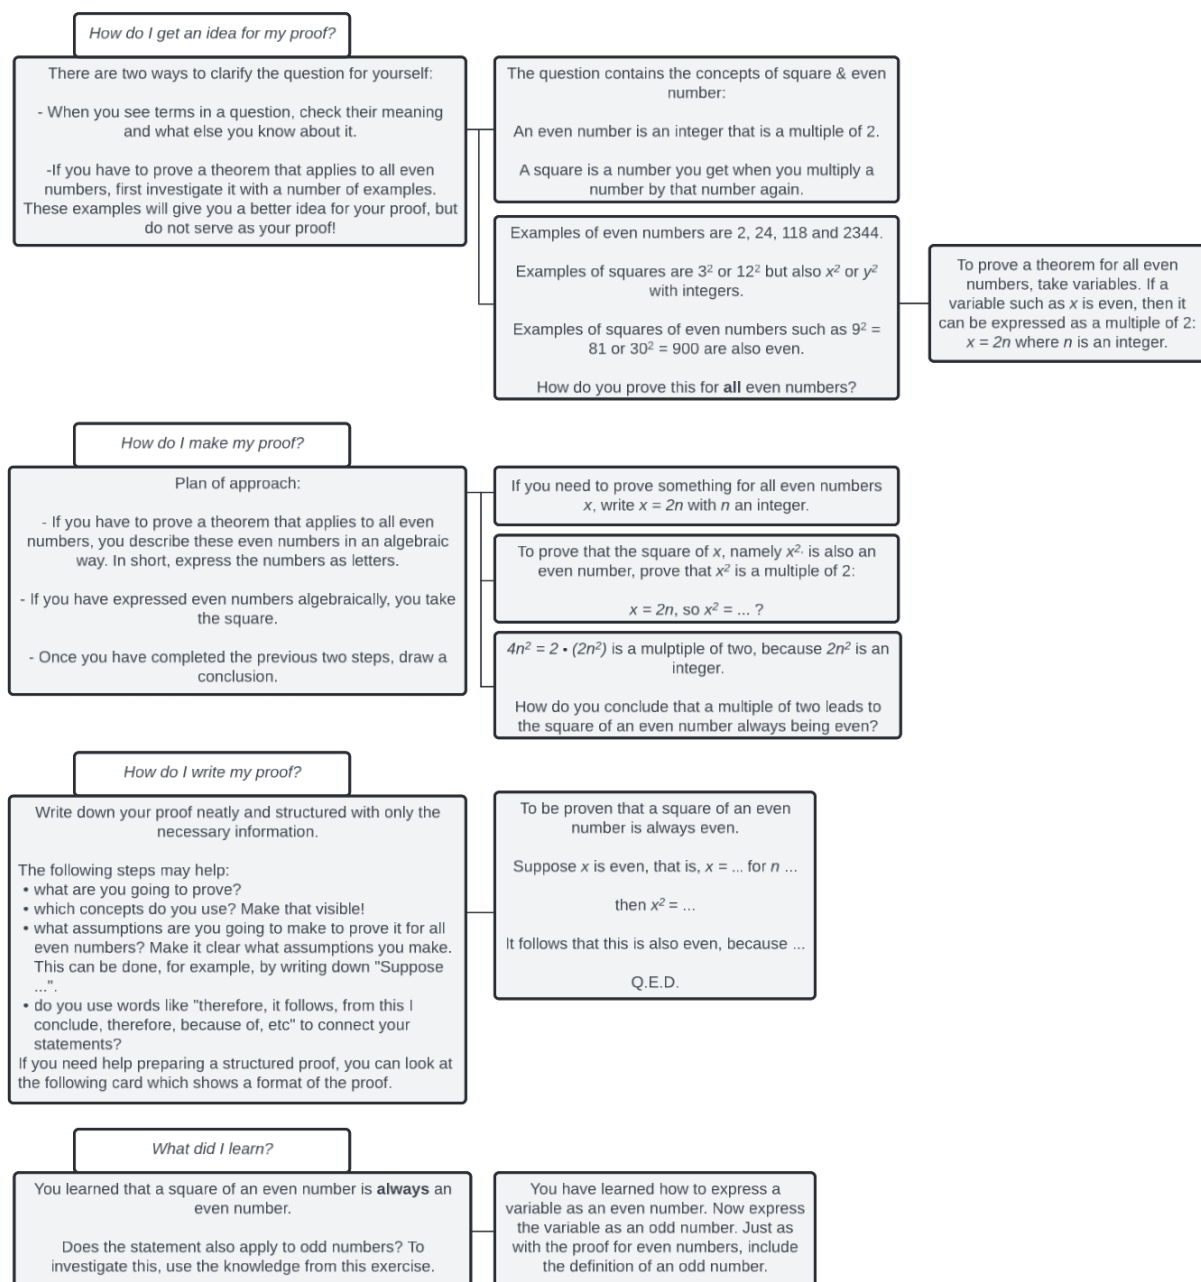 How do I get an idea for my proof?
There are two ways to clarify the question for yourself:
- When you see terms in a question, check their meaning
and what else you know about it.
-If you have to prove a theorem that applies to all even
numbers, first investigate it with a number of examples.
These examples will give you a better idea for your proof, but
do not serve as your proof!
The question contains the concepts of square & even
number:
An even number is an integer that is a multiple of 2.
A square is a number you get when you multiply a
number by that number again.
Examples of even numbers are 2, 24, 118 and 2344.
Examples of squares are 3² or 12² but also x² or y²
with integers.
Examples of squares of even numbers such as 9² =
81 or 30² = 900 are also even.
How do you prove this for all even numbers?
To prove a theorem for all even
numbers, take variables. If a
variable such as x is even, then it
can be expressed as a multiple of 2:
x = 2n where n is an integer.
How do I make my proof?
Plan of approach:
- If you have to prove a theorem that applies to all even
numbers, you describe these even numbers in an algebraic
way. In short, express the numbers as letters.
- If you have expressed even numbers algebraically, you take
the square.
- Once you have completed the previous two steps, draw a
conclusion.
If you need to prove something for all even numbers
x, write x = 2n with n an integer.
To prove that the square of x, namely x², is also an
even number, prove that x² is a multiple of 2:
x = 2n, so x² = ... ?
4n² = 2 ▪ (2n²) is a mulptiple of two, because 2n² is an
integer.
How do you conclude that a multiple of two leads to
the square of an even number always being even?
How do I write my proof?
Write down your proof neatly and structured with only the
necessary information.
The following steps may help:
• what are you going to prove?
• which concepts do you use? Make that visible!
• what assumptions are you going to make to prove it for all
even numbers? Make it clear what assumptions you make.
This can be done, for example, by writing down "Suppose
...".
• do you use words like "therefore, it follows, from this I
conclude, therefore, because of, etc" to connect your
statements?
If you need help preparing a structured proof, you can look at
the following card which shows a format of the proof.
To be proven that a square of an even
number is always even.
Suppose x is even, that is, x = ... for n ...
then x² = ...
It follows that this is also even, because ...
Q.E.D.
What did I learn?
You learned that a square of an even number is always an
even number.
Does the statement also apply to odd numbers? To
investigate this, use the knowledge from this exercise.
You have learned how to express a
variable as an even number. Now express
the variable as an odd number. Just as
with the proof for even numbers, include
the definition of an odd number.